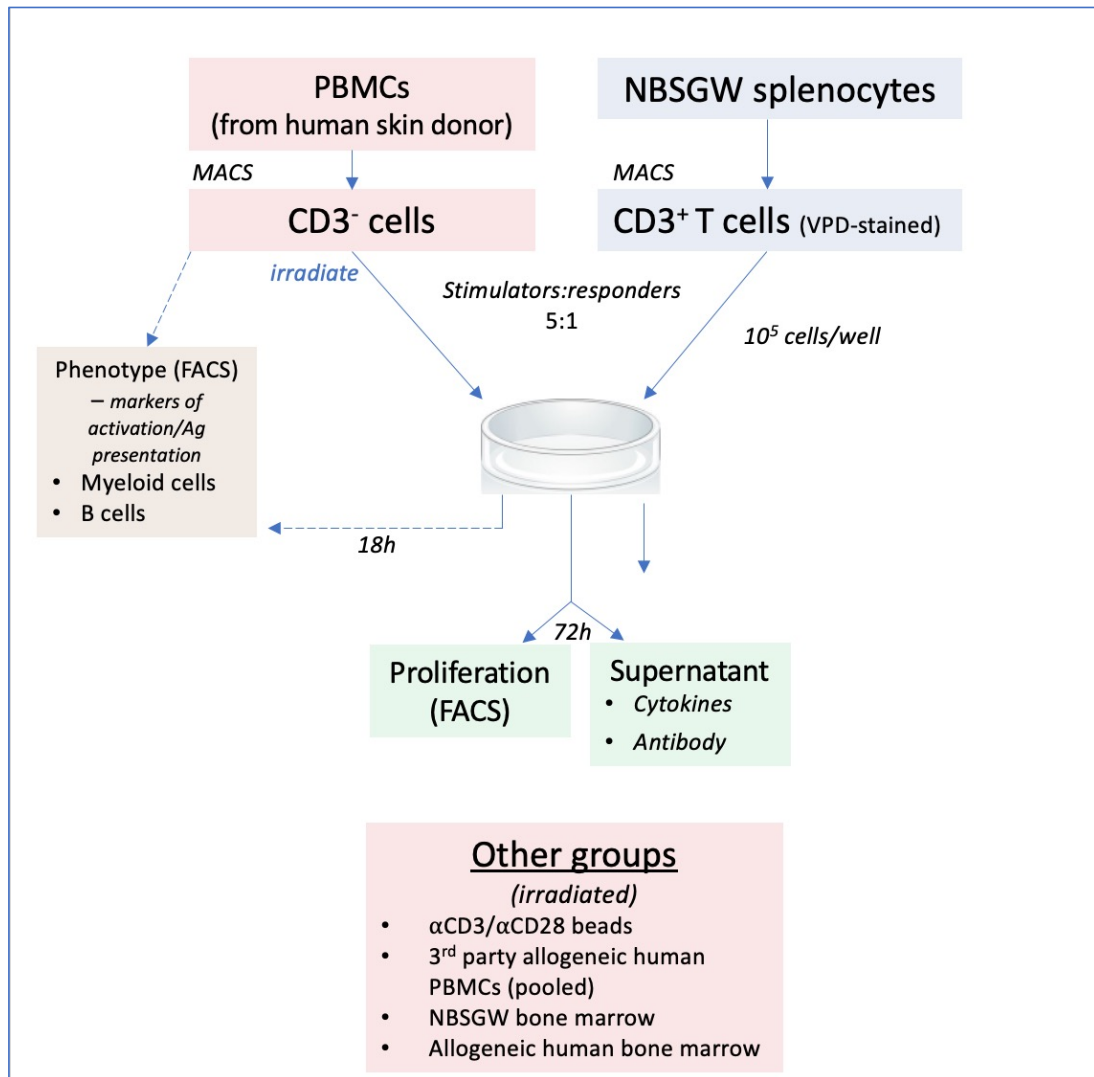 PBMCs
(from human skin donor)
NBSGW splenocytes
MACS
MACS
CD3⁻ cells
CD3⁺ T cells (VPD-stained)
irradiate
Stimulators:responders
5:1
10⁵ cells/well
Phenotype (FACS)
– markers of
activation/Ag
presentation
• Myeloid cells
• B cells
18h
72h
Proliferation
(FACS)
Supernatant
• Cytokines
• Antibody
Other groups
(irradiated)
• αCD3/αCD28 beads
• 3ʳᵈ party allogeneic human
PBMCs (pooled)
• NBSGW bone marrow
• Allogeneic human bone marrow